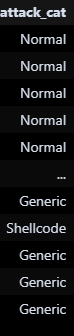 attack_cat
Normal
Normal
Normal
Normal
Normal
...
Generic
Shellcode
Generic
Generic
Generic